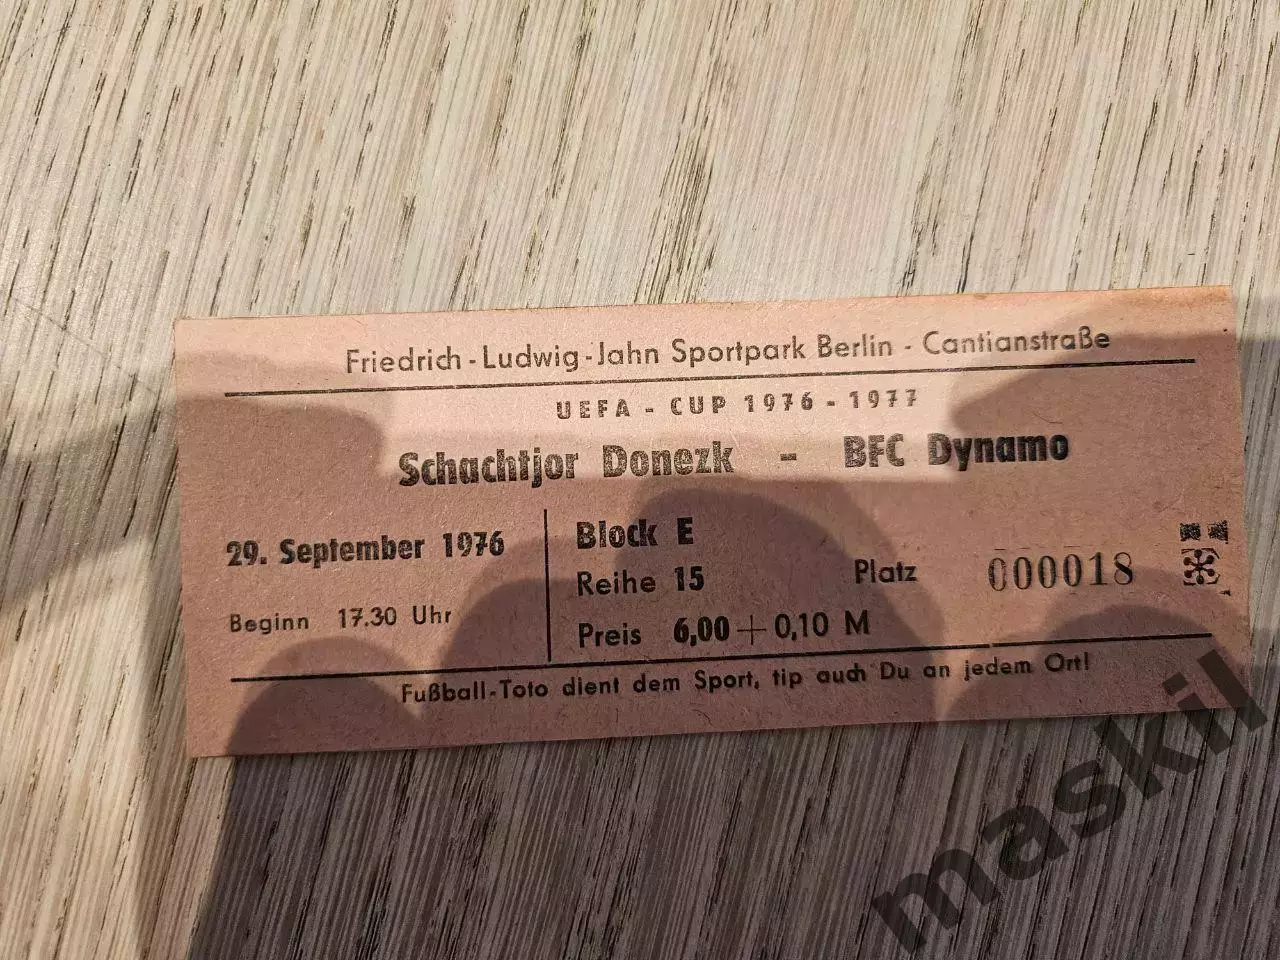 Friedrich-Ludwig-Jahn Sportpark Berlin - Cantianstraße
UEFA - CUP 1976 - 1977
Schachtjor Donezk - BFC Dynamo
29. September 1976
Beginn 17.30 Uhr
Block E
Reihe 15 Platz 000018
Preis 6,00 + 0,10 M
Fußball-Toto dient dem Sport, tip auch Du an jedem Ort!
maskil